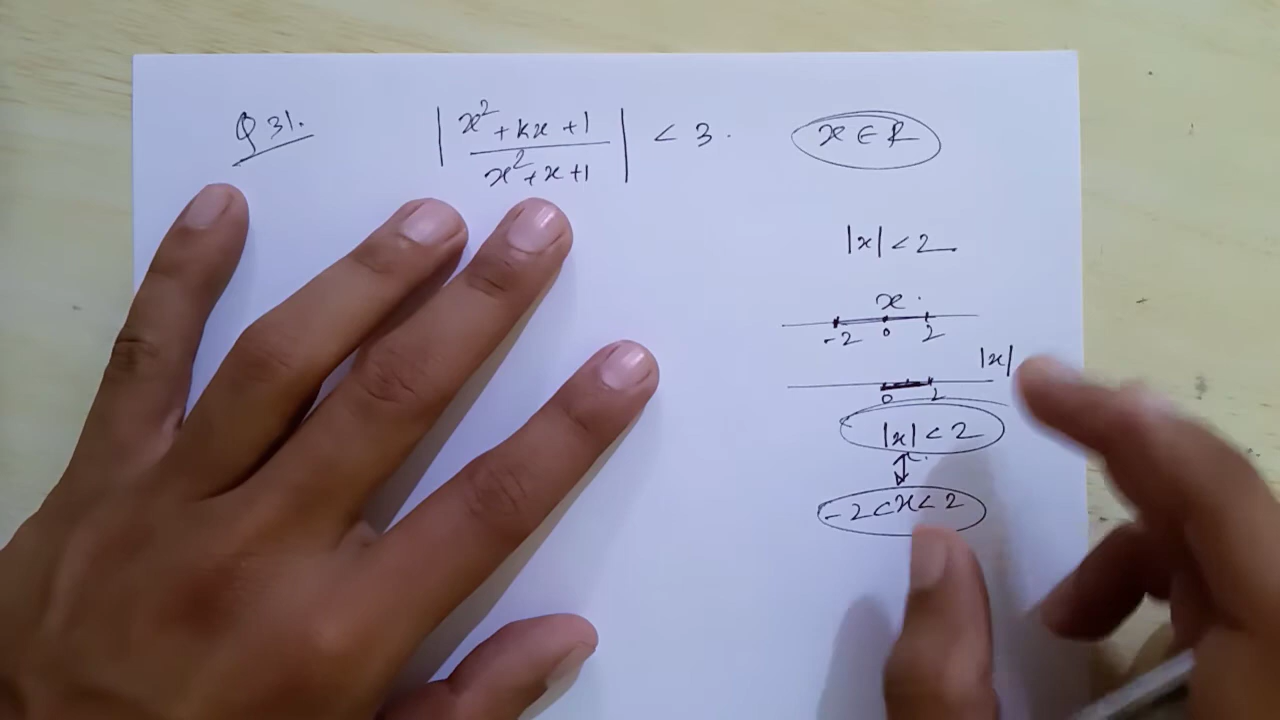 Q 31. | x² + kx + 1 / x² + x + 1 | < 3. x ∈ R
|x| < 2
x.
-2 0 2
|x|
0 2
|x| < 2
↕
-2 < x < 2